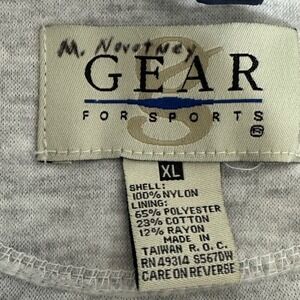 M. Novotney
GEAR
FOR SPORTS
®
XL
SHELL:
100% NYLON
LINING:
65% POLYESTER
23% COTTON
12% RAYON
MADE IN
TAIWAN R.O.C.
RN 49314 S567DW
CARE ON REVERSE